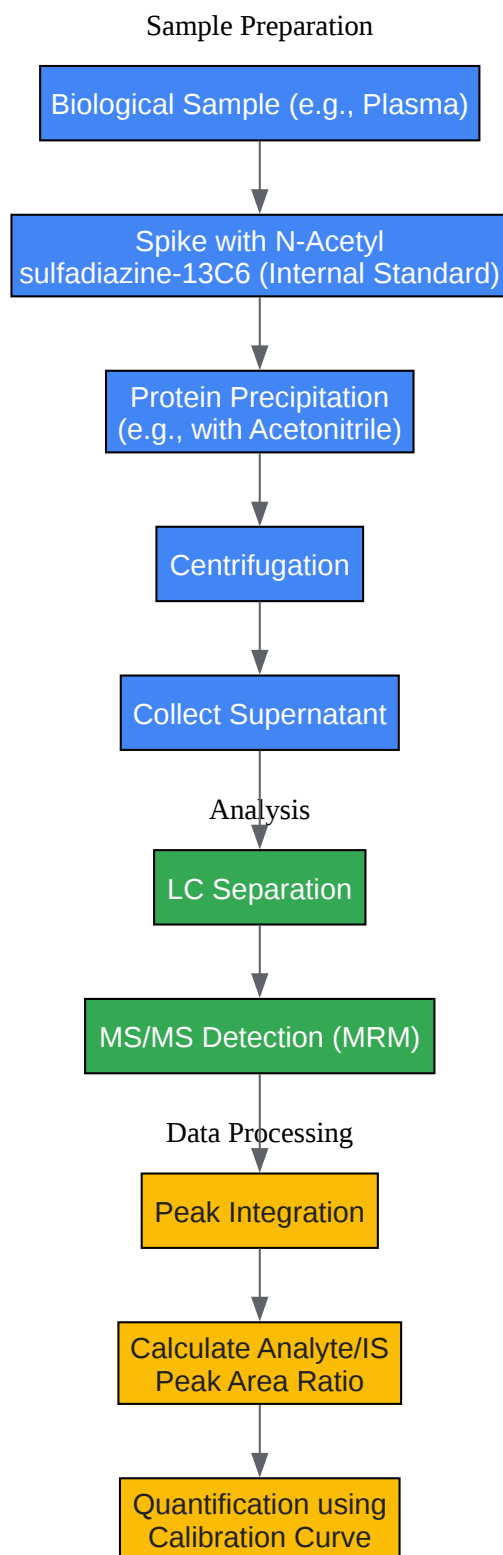 Sample Preparation
Biological Sample (e.g., Plasma)
Spike with N-Acetyl
sulfadiazine-13C6 (Internal Standard)
Protein Precipitation
(e.g., with Acetonitrile)
Centrifugation
Collect Supernatant
Analysis
LC Separation
MS/MS Detection (MRM)
Data Processing
Peak Integration
Calculate Analyte/IS
Peak Area Ratio
Quantification using
Calibration Curve